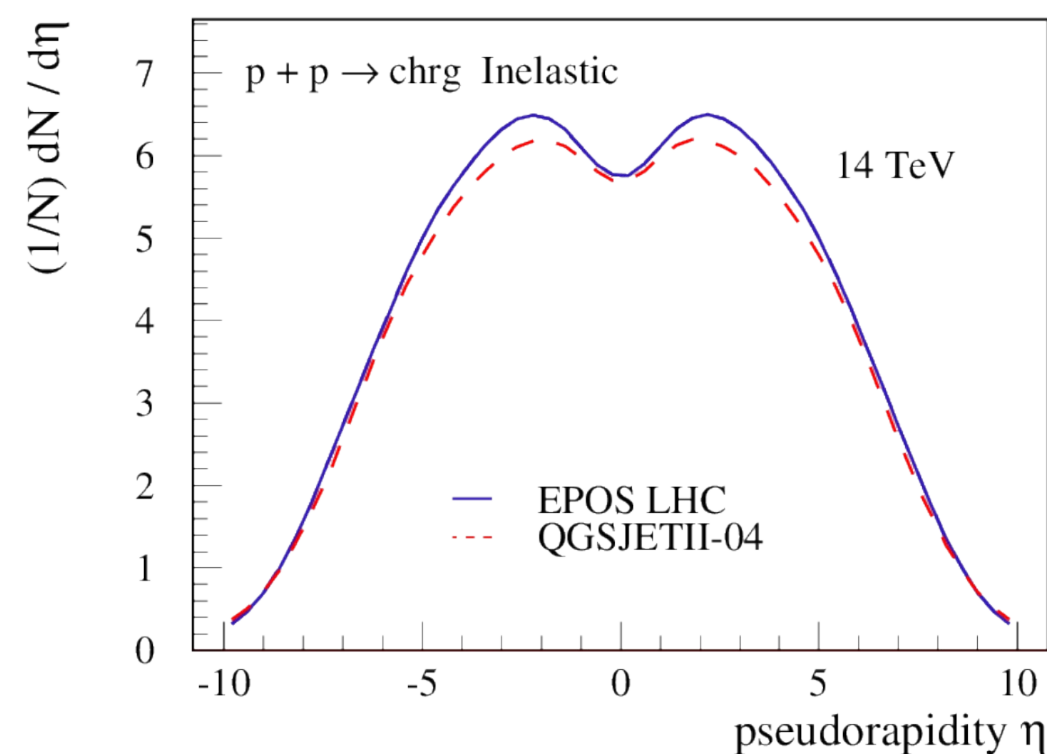 (1/N) dN / dη
7
6
5
4
3
2
1
0
p + p → chrg Inelastic
14 TeV
EPOS LHC
QGSJETII-04
-10 -5 0 5 10
pseudorapidity η